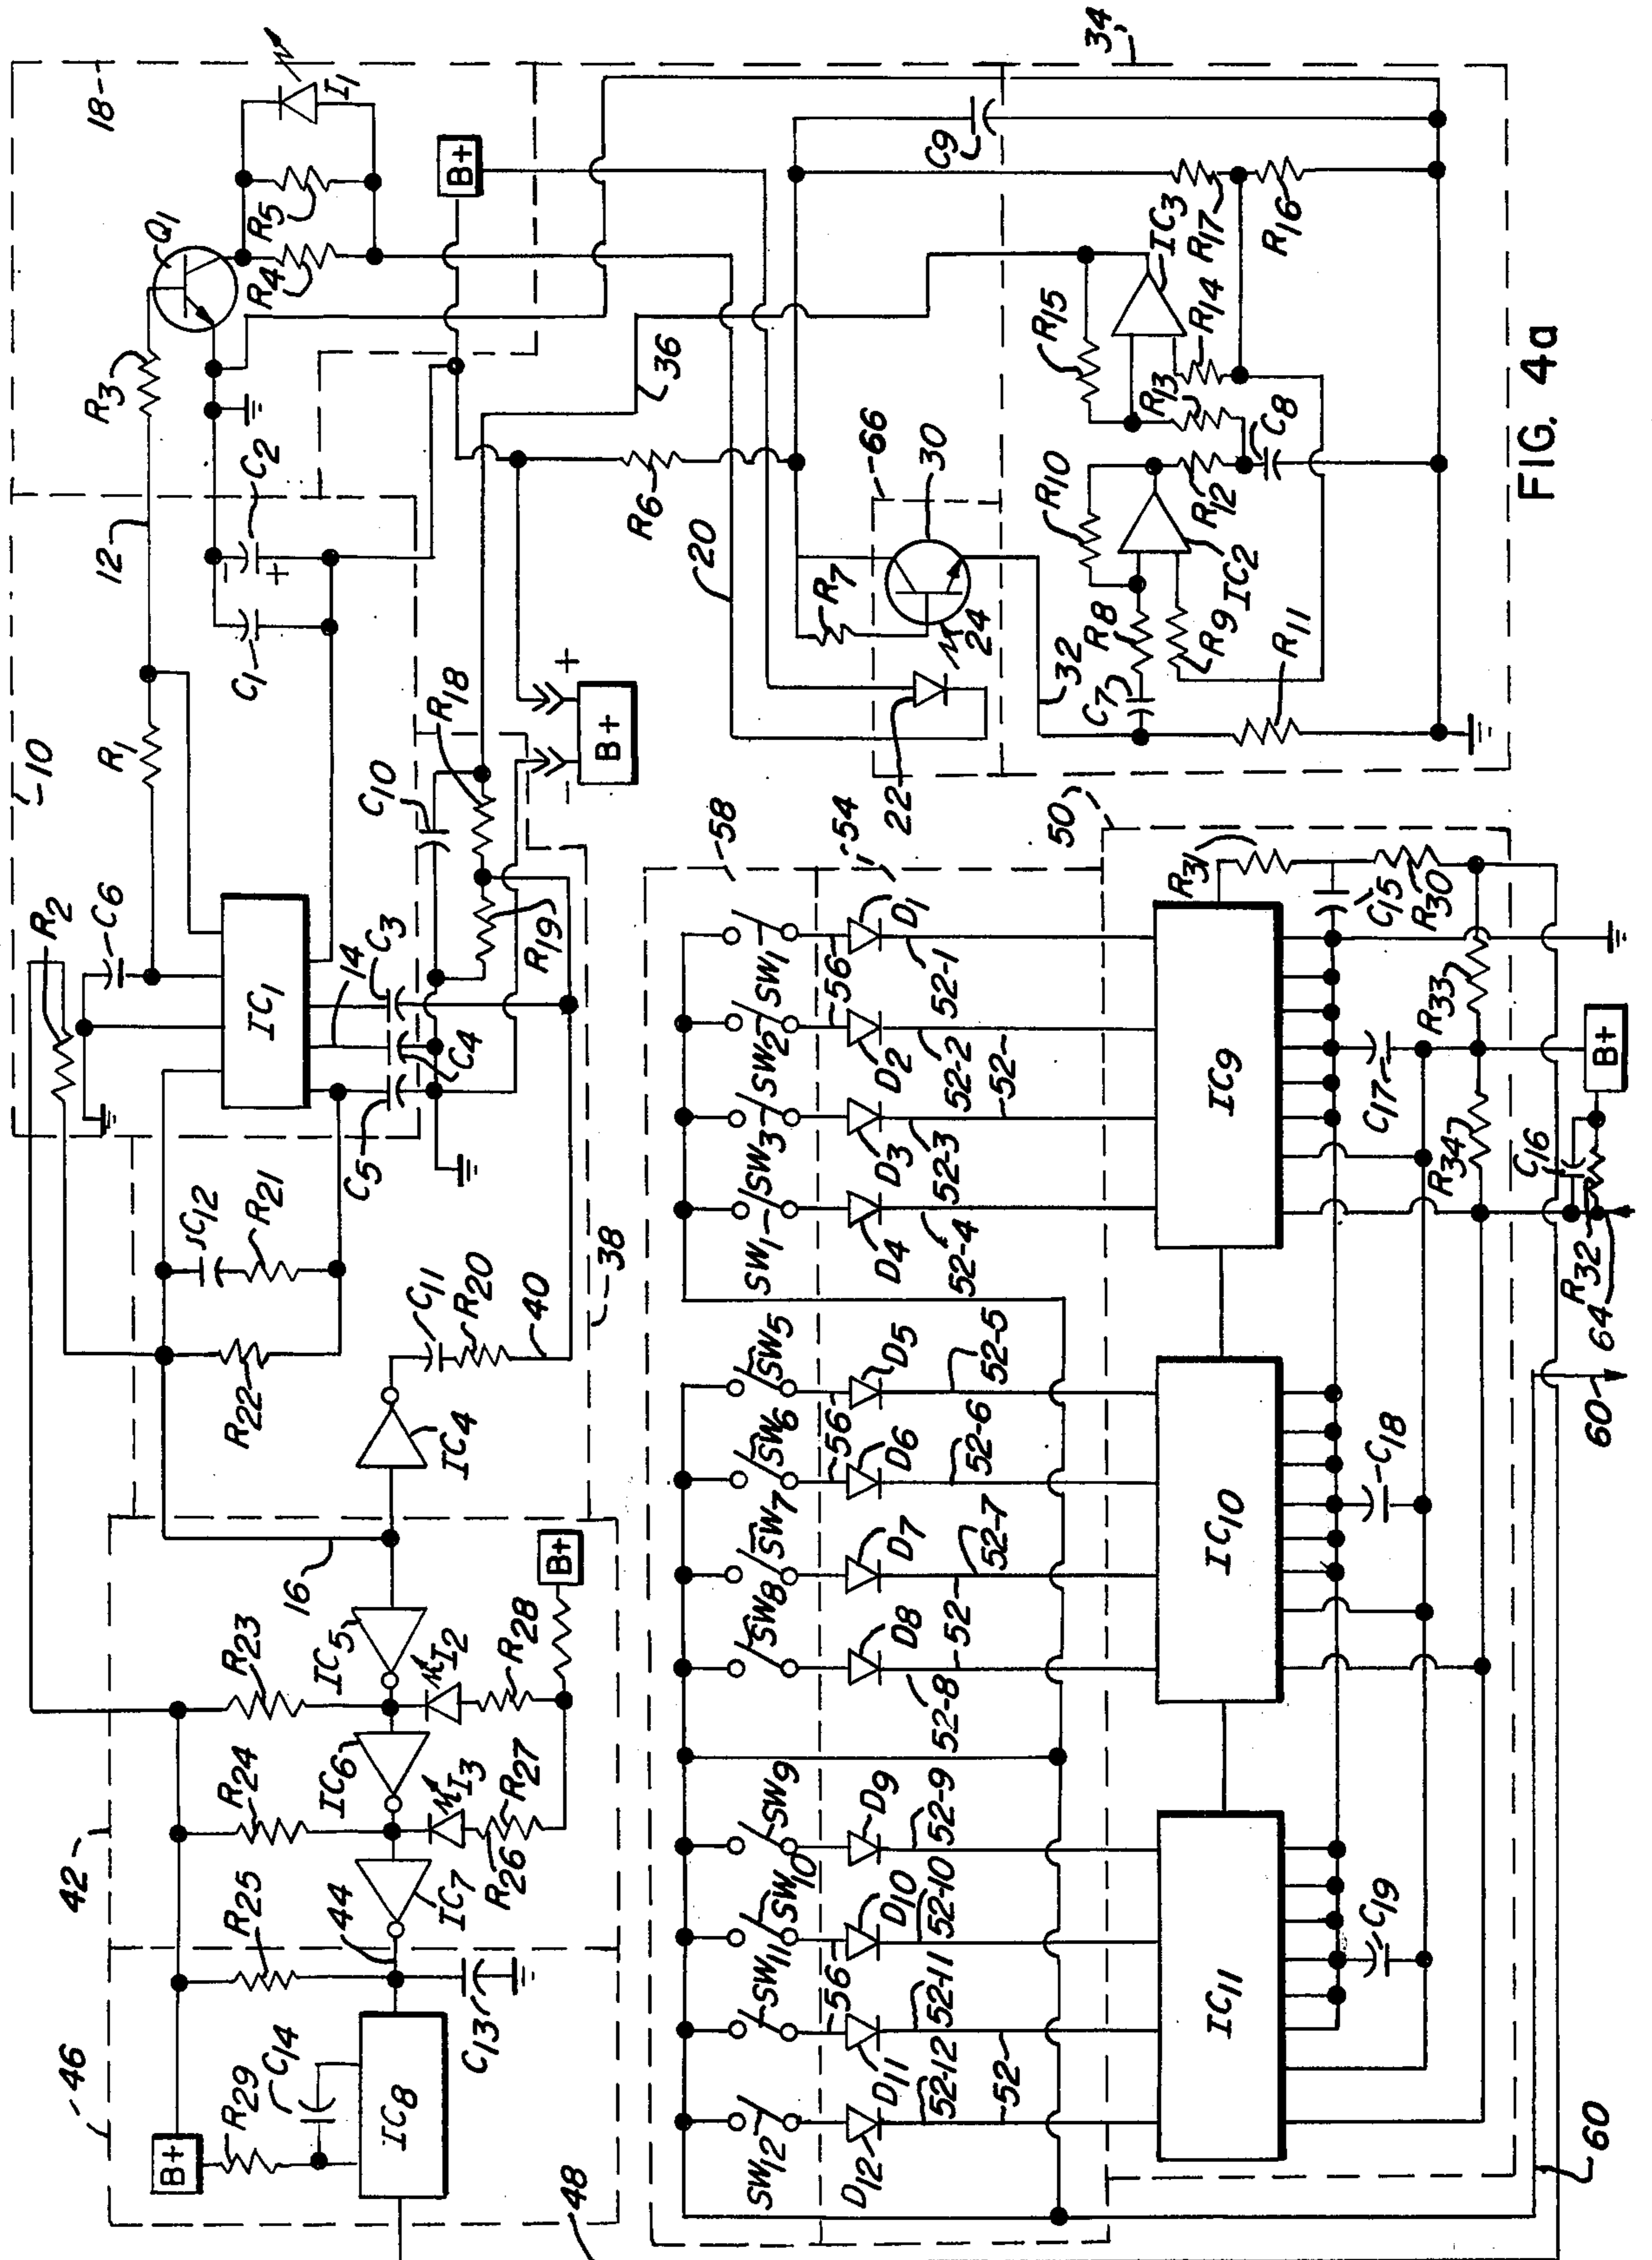 18
10
12
R3
Q1
R5
R4
I1
R2
C6
R1
C1
C2
-
+
B+
IC1
14
C3
C4
C5
C10
R18
R19
+
-
B+
36
R6
20
66
R7
30
24
22
32
C9
34
R15
IC3
R17
R14
R16
R13
R10
C8
R12
IC2
R8
R9
C7
R11
FIG. 4a
46
42
R29
C14
B+
IC8
R25
C13
44
R24
R23
IC7
IC6
IC5
I3
I2
R26
R27
R28
B+
16
R22
C12
R21
IC4
C11
R20
40
38
48
58
54
50
SW12
SW11
SW10
SW9
SW8
SW7
SW6
SW5
SW1
SW3
SW2
SW1
56
56
56
D12
D11
D10
D9
D8
D7
D6
D5
D4
D3
D2
D1
52-12
52-11
52-10
52-9
52-8
52-7
52-6
52-5
52-4
52-3
52-2
52-1
52
52
52
IC11
IC10
IC9
R31
C15
R30
C19
C18
C17
R33
R34
C16
B+
R32
64
60
60